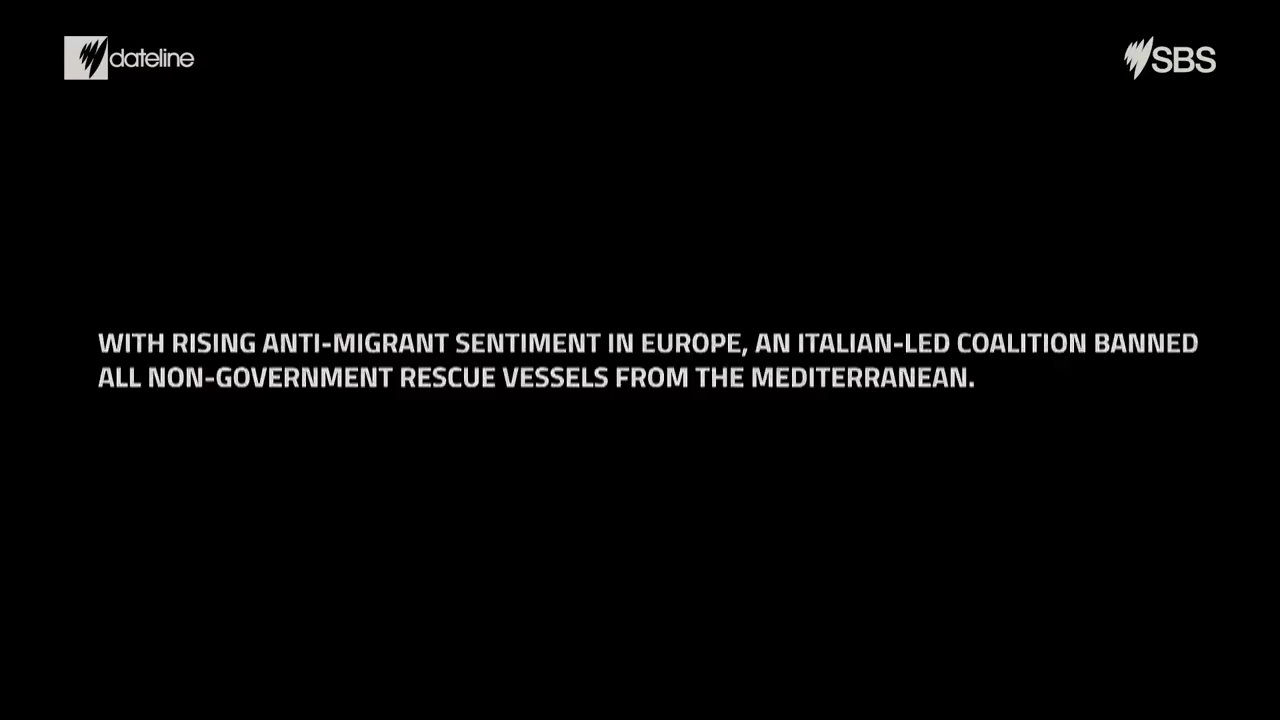 dateline
SBS
WITH RISING ANTI-MIGRANT SENTIMENT IN EUROPE, AN ITALIAN-LED COALITION BANNED
ALL NON-GOVERNMENT RESCUE VESSELS FROM THE MEDITERRANEAN.